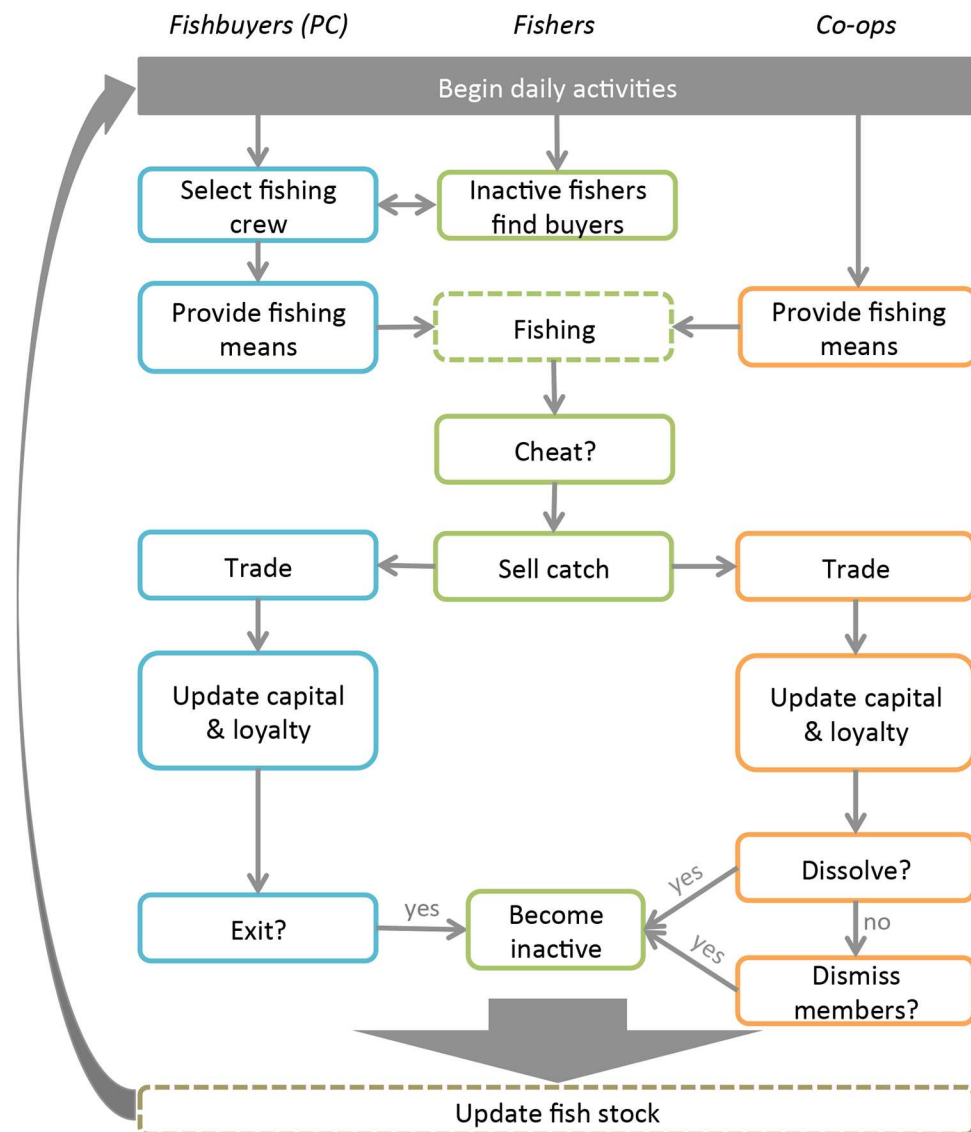 Fishbuyers (PC)
Fishers
Co-ops
Begin daily activities
Select fishing
crew
Inactive fishers
find buyers
Provide fishing
means
Fishing
Provide fishing
means
Cheat?
Trade
Sell catch
Trade
Update capital
& loyalty
Update capital
& loyalty
Dissolve?
yes
no
Exit?
yes
Become
inactive
yes
Dismiss
members?
Update fish stock